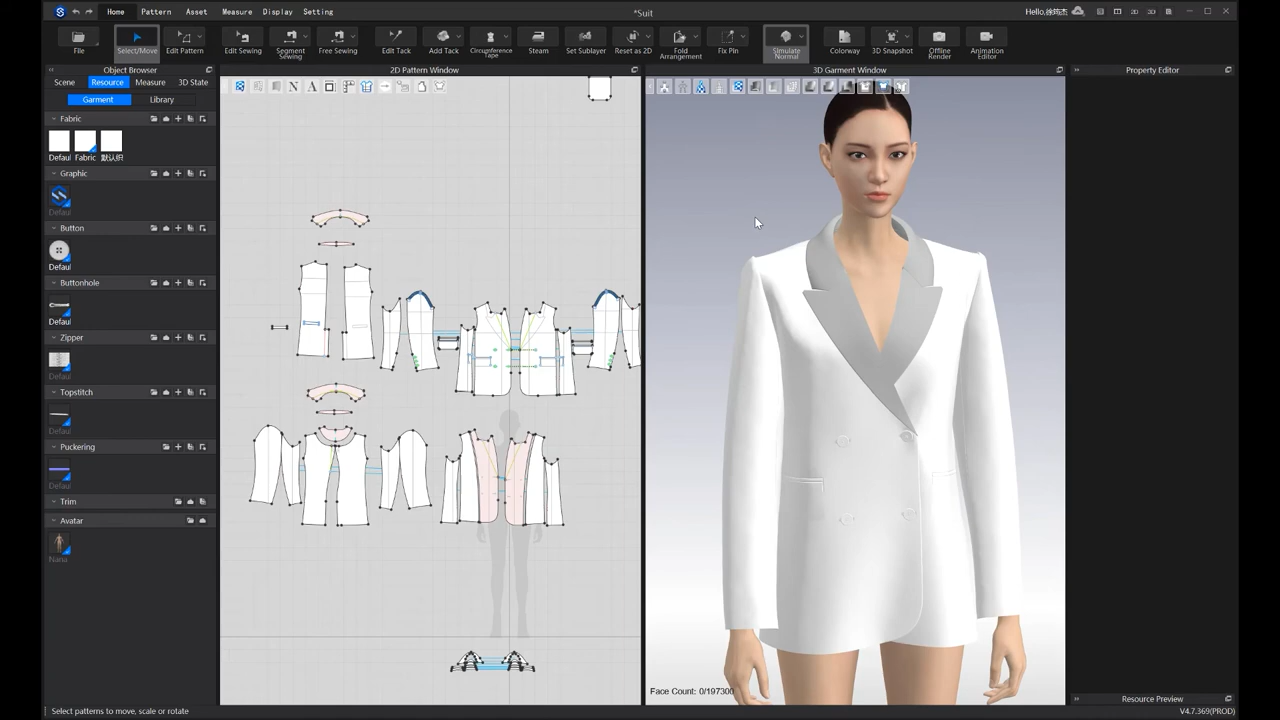 Home Pattern Asset Measure Display Setting
*Suit
Hello,徐筠杰
File
Select/Move
Edit Pattern
Edit Sewing
Segment Sewing
Free Sewing
Edit Tack
Add Tack
Circunference Tape
Steam
Set Sublayer
Reset as 2D
Fold Arrangement
Fix Pin
Simulate Normal
Colorway
3D Snapshot
Offline Render
Animation Editor
Object Browser
2D Pattern Window
3D Garment Window
Property Editor
Scene Resource Measure 3D State
Garment Library
Fabric
Defaul Fabric 默认织
Graphic
Defaul
Button
Defaul
Buttonhole
Defaul
Zipper
Defaul
Topstitch
Defaul
Puckering
Defaul
Trim
Avatar
Naria
Face Count: 0/197300
Resource Preview
Select patterns to move, scale or rotate
V4.7.369(PROD)